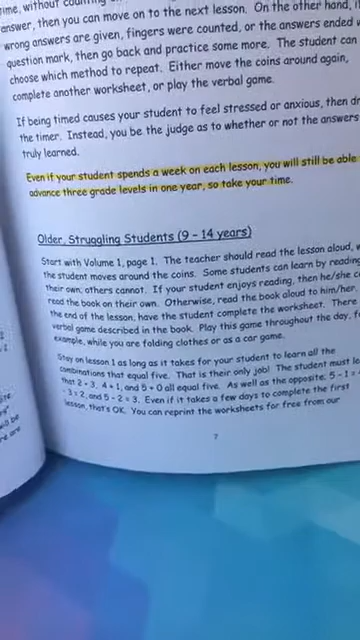 time, without counting
answer, then you can move on to the next lesson. On the other hand, if
wrong answers are given, fingers were counted, or the answers ended
question mark, then go back and practice some more. The student can
choose which method to repeat. Either move the coins around again,
complete another worksheet, or play the verbal game.
If being timed causes your student to feel stressed or anxious, then
the timer. Instead, you be the judge as to whether or not the answers
truly learned.
Even if your student spends a week on each lesson, you will still be able
advance three grade levels in one year, so take your time.
Older, Struggling Students (9 - 14 years)
Start with Volume 1, page 1. The teacher should read the lesson aloud,
the student moves around the coins. Some students can learn by reading
their own; others cannot. If your student enjoys reading, then he/she
read the book on their own. Otherwise, read the book aloud to him/her.
the end of the lesson, have the student complete the worksheet. There
verbal game described in the book. Play this game throughout the day,
example, while you are folding clothes or as a car game.
Stay on lesson 1 as long as it takes for your student to learn all the
combinations that equal five. That is their only job! The student must
that 2 + 3, 4 + 1, and 5 + 0 all equal five. As well as the opposite, 5 - 1 =
- 3 = 2, and 5 - 2 = 3. Even if it takes a few days to complete the first
lesson, that's OK. You can reprint the worksheets for free from our
7